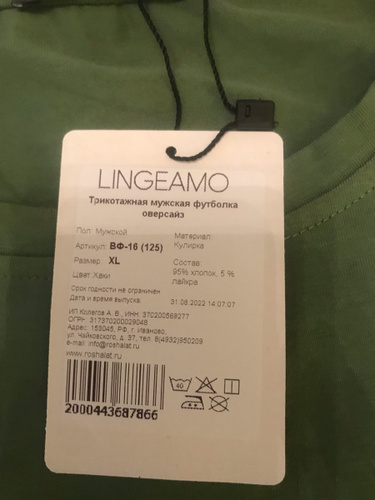 LINGEAMO
Трикотажная мужская футболка
оверсайз
Пол: Мужской
Артикул: ВФ-16 (125)
Размер: XL
Цвет: Хаки
Материал:
Кулирка
Состав:
95% хлопок, 5 %
лайкра
Срок годности не ограничен
Дата и время выпуска: 31.08.2022 14:07:07
ИП Колегов А. В., ИНН: 370200569277
ОГРН: 317370200029048
Адрес: 153045, РФ, г. Иваново,
ул. Чайковского, д. 37, тел. 8(4932)950209
e-mail: info@roshalat.ru
www.roshalat.ru
40
2000443687866